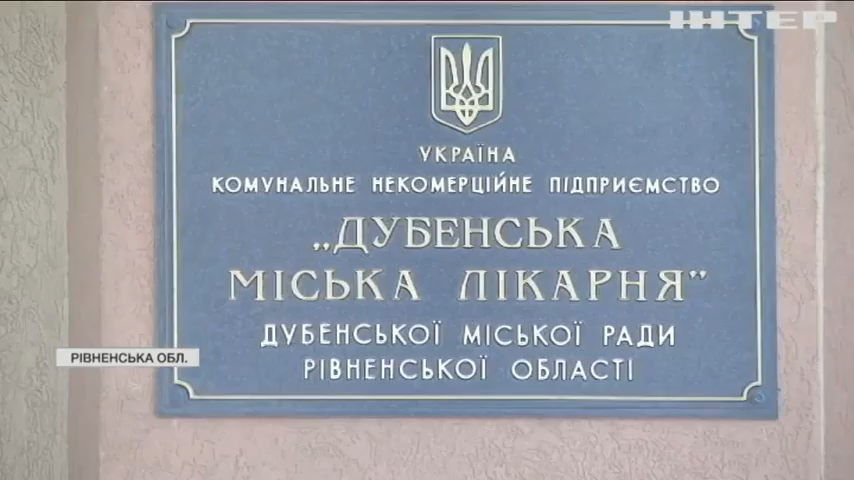 ІНТЕР
УКРАЇНА
КОМУНАЛЬНЕ НЕКОМЕРЦІЙНЕ ПІДПРИЄМСТВО
„ДУБЕНСЬКА
МІСЬКА ЛІКАРНЯ”
ДУБЕНСЬКОЇ МІСЬКОЇ РАДИ
РІВНЕНСЬКОЇ ОБЛАСТІ
РІВНЕНСЬКА ОБЛ.